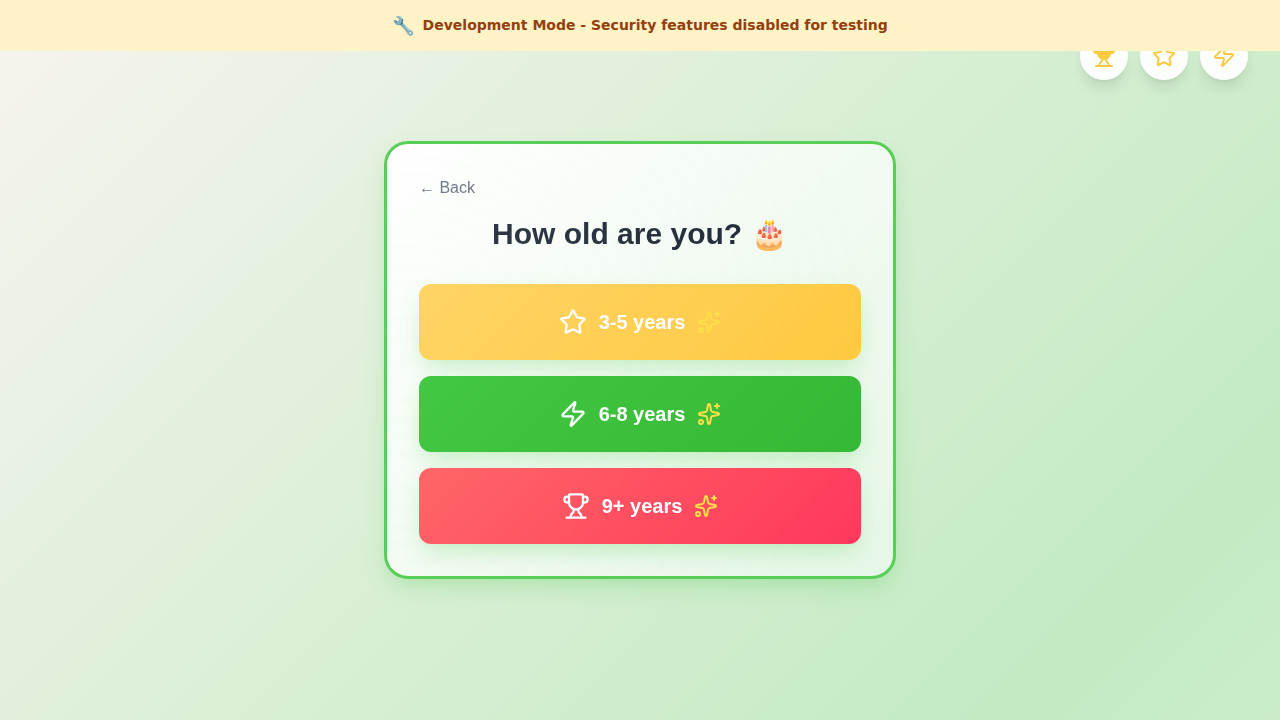 🔧 Development Mode - Security features disabled for testing
← Back
How old are you? 🎂
3-5 years
6-8 years
9+ years